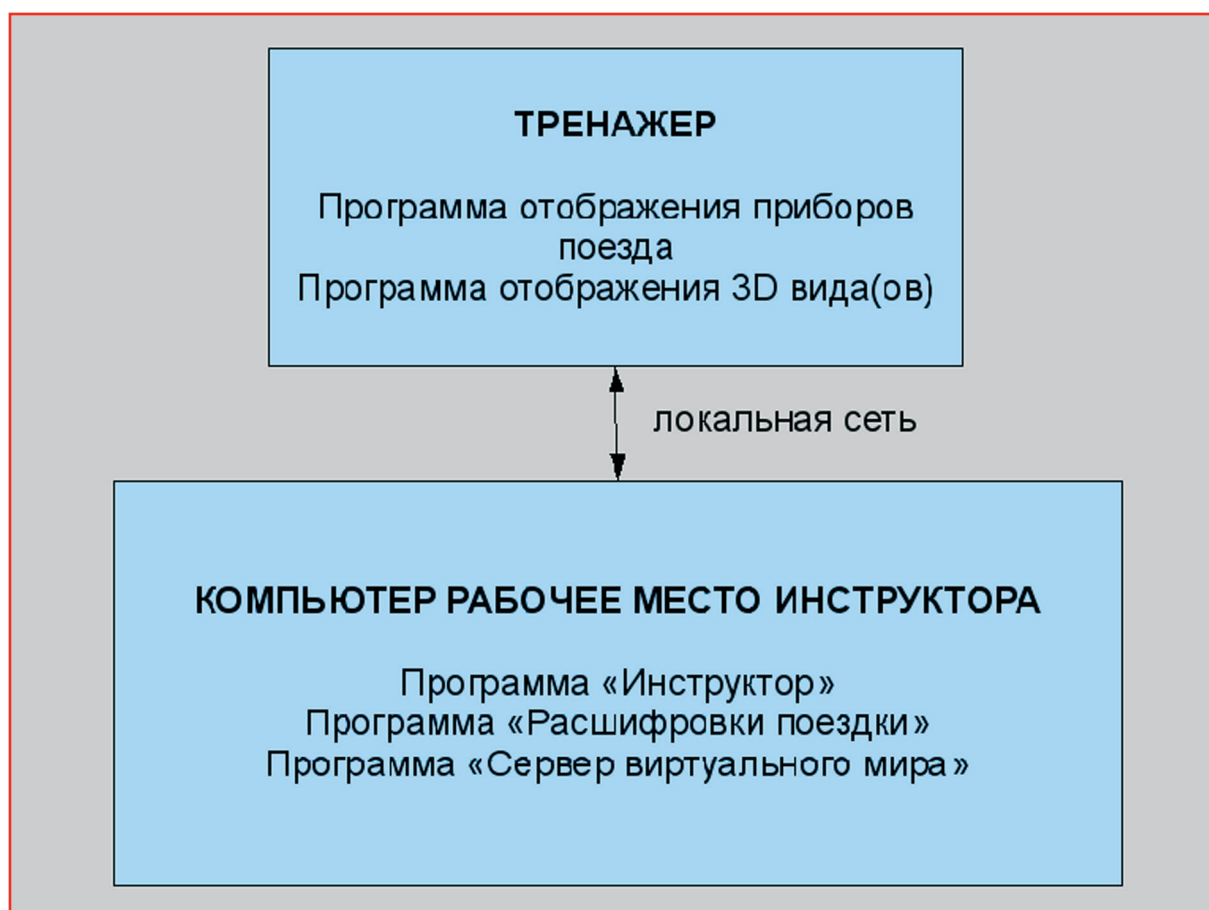 ТРЕНАЖЕР
Программа отображения приборов
поезда
Программа отображения 3D вида(ов)
локальная сеть
КОМПЬЮТЕР РАБОЧЕЕ МЕСТО ИНСТРУКТОРА
Программа «Инструктор»
Программа «Расшифровки поездки»
Программа «Сервер виртуального мира»